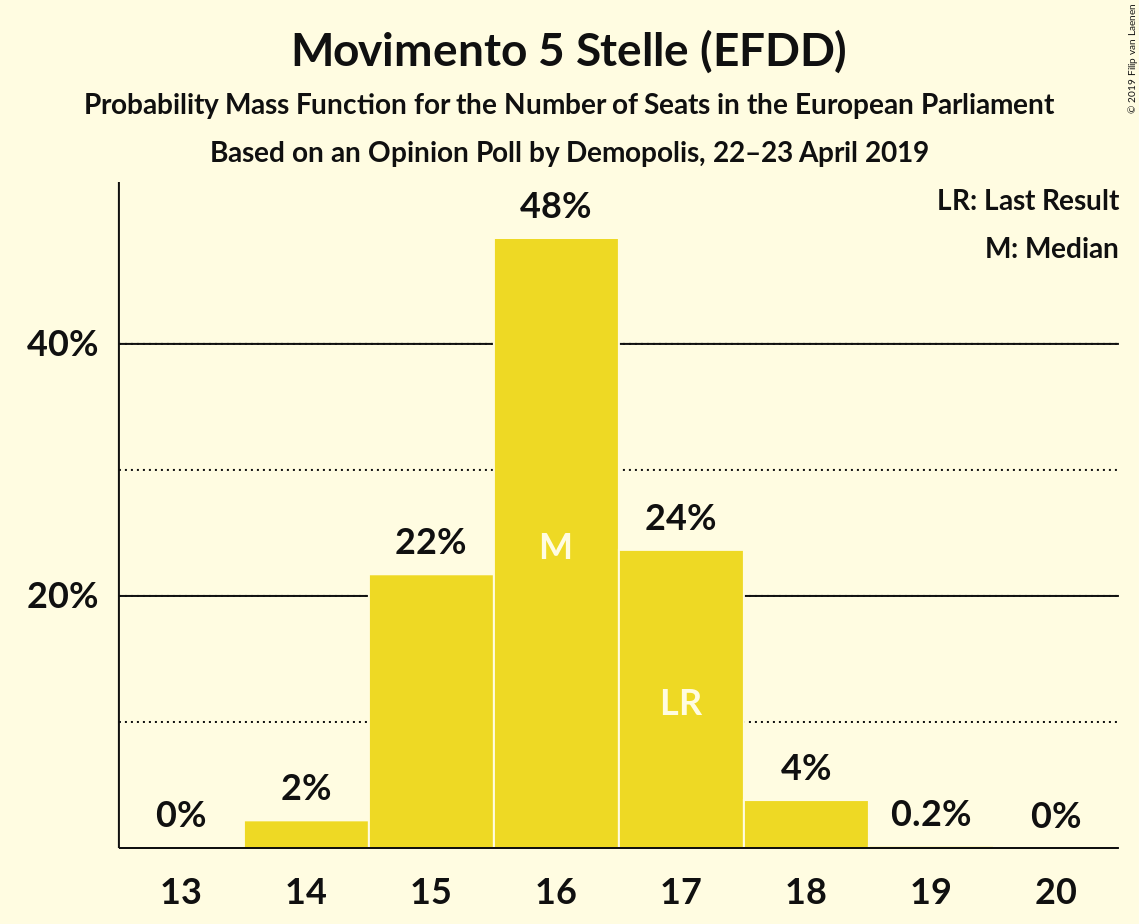 Movimento 5 Stelle (EFDD)
Probability Mass Function for the Number of Seats in the European Parliament
Based on an Opinion Poll by Demopolis, 22–23 April 2019
© 2019 Filip van Laenen
LR: Last Result
M: Median
48%
40%
24%
22%
M
20%
LR
4%
2%
0%
0.2%
0%
13 14 15 16 17 18 19 20